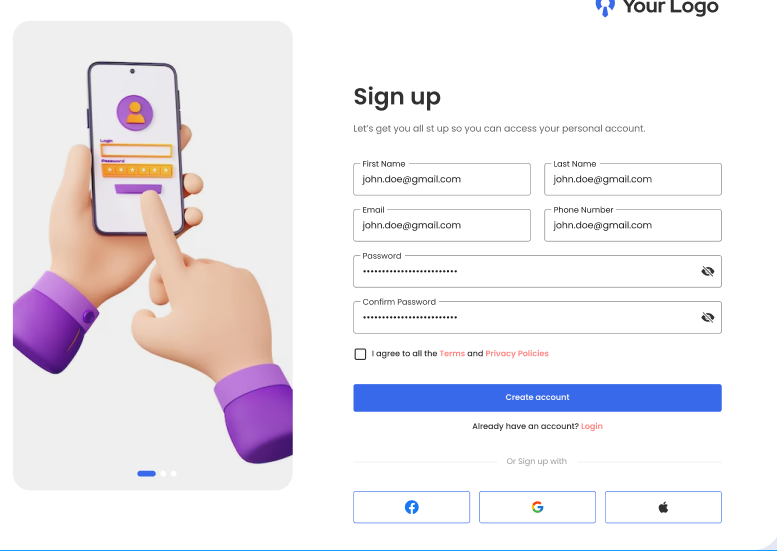 Your Logo
Login
Password
Sign up
Let's get you all st up so you can access your personal account.
First Name
john.doe@gmail.com
Last Name
john.doe@gmail.com
Email
john.doe@gmail.com
Phone Number
john.doe@gmail.com
Password
•••••••••••••••••••••••••
Confirm Password
•••••••••••••••••••••••••
I agree to all the Terms and Privacy Policies
Create account
Already have an account? Login
Or Sign up with